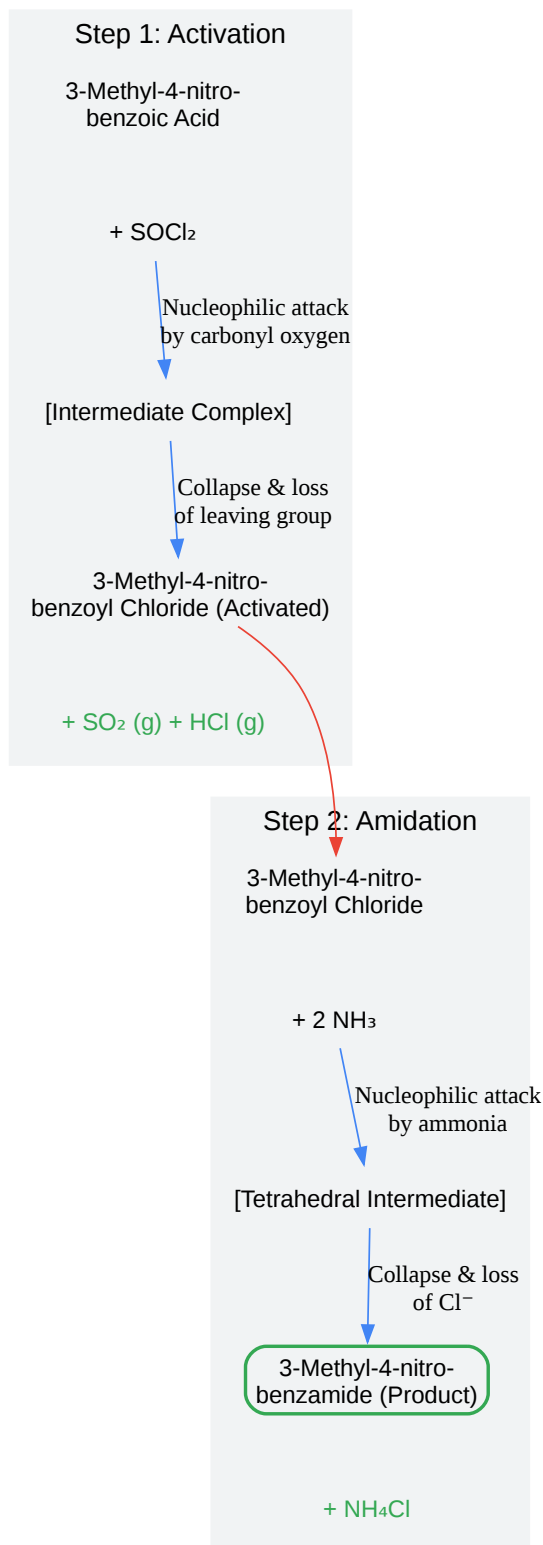 Step 1: Activation
3-Methyl-4-nitro-
benzoic Acid
+ SOCl₂
Nucleophilic attack
by carbonyl oxygen
[Intermediate Complex]
Collapse & loss
of leaving group
3-Methyl-4-nitro-
benzoyl Chloride (Activated)
+ SO₂ (g) + HCl (g)
Step 2: Amidation
3-Methyl-4-nitro-
benzoyl Chloride
+ 2 NH₃
Nucleophilic attack
by ammonia
[Tetrahedral Intermediate]
Collapse & loss
of Cl⁻
3-Methyl-4-nitro-
benzamide (Product)
+ NH₄Cl